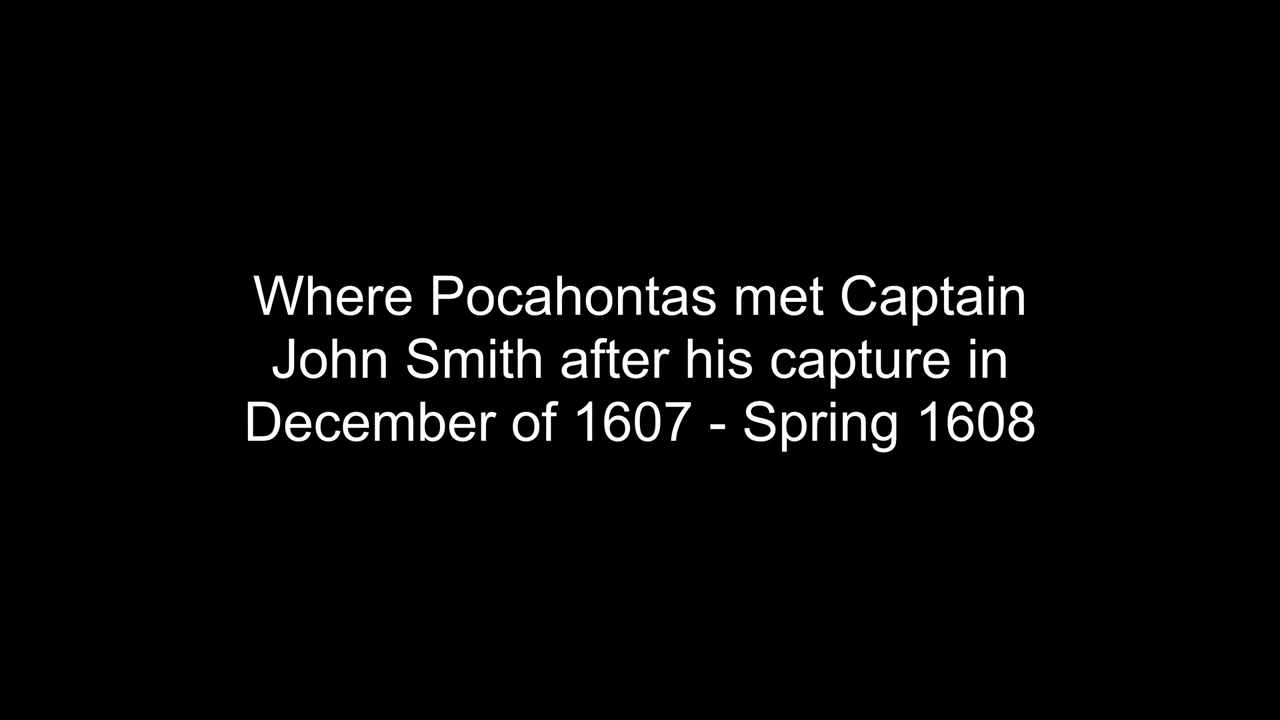 Where Pocahontas met Captain
John Smith after his capture in
December of 1607 - Spring 1608